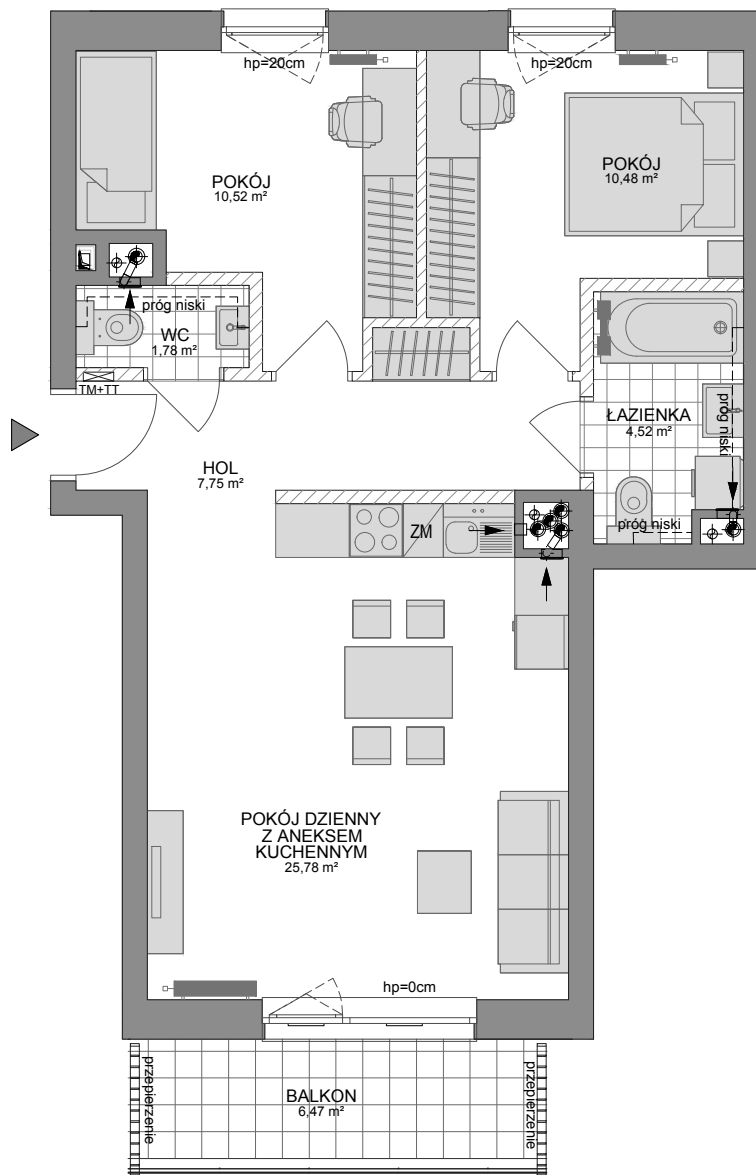 hp=20cm
hp=20cm
POKÓJ
10,52 m²
POKÓJ
10,48 m²
próg niski
WC
1,78 m²
TM+TT
ŁAZIENKA
4,52 m²
próg niski
HOL
7,75 m²
ZM
próg niski
POKÓJ DZIENNY
Z ANEKSEM
KUCHENNYM
25,78 m²
hp=0cm
przepierzenie
BALKON
6,47 m²
przepierzenie